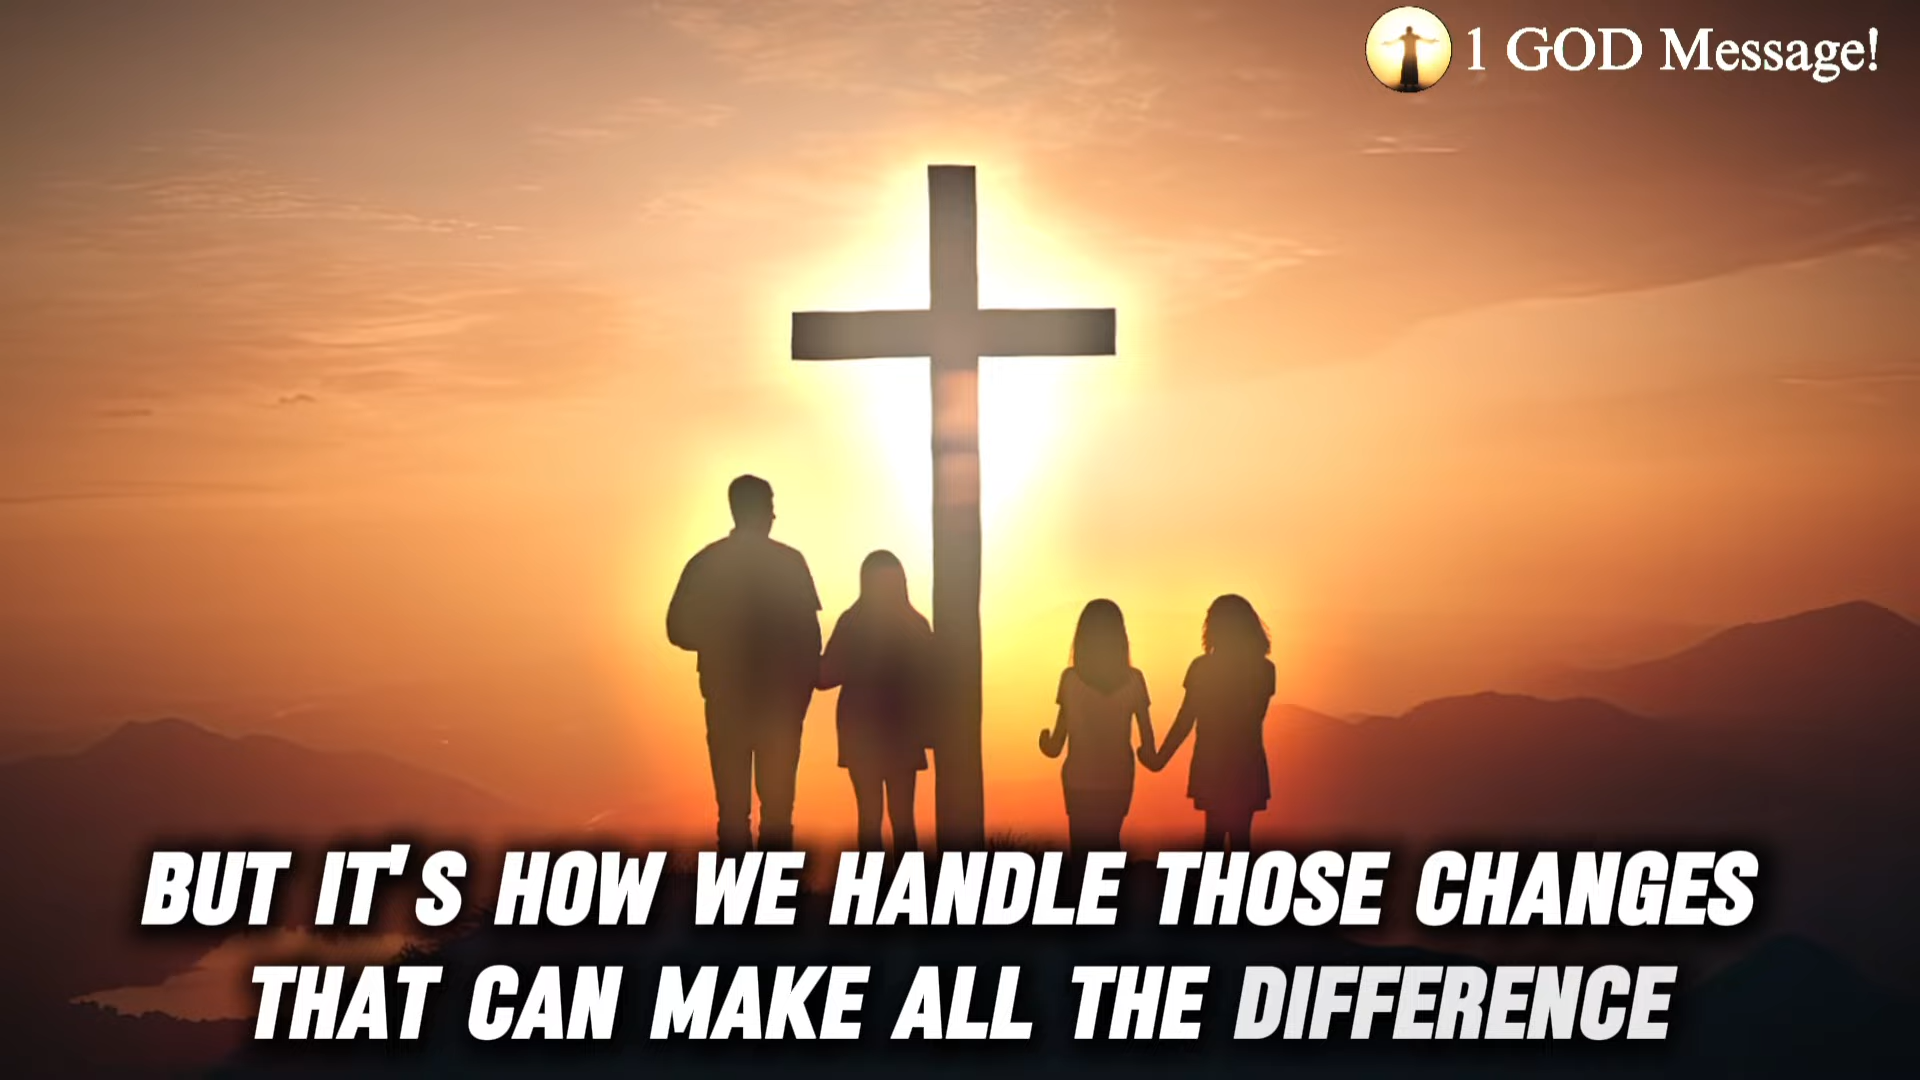 1 GOD Message!
BUT IT'S HOW WE HANDLE THOSE CHANGES
THAT CAN MAKE ALL THE DIFFERENCE